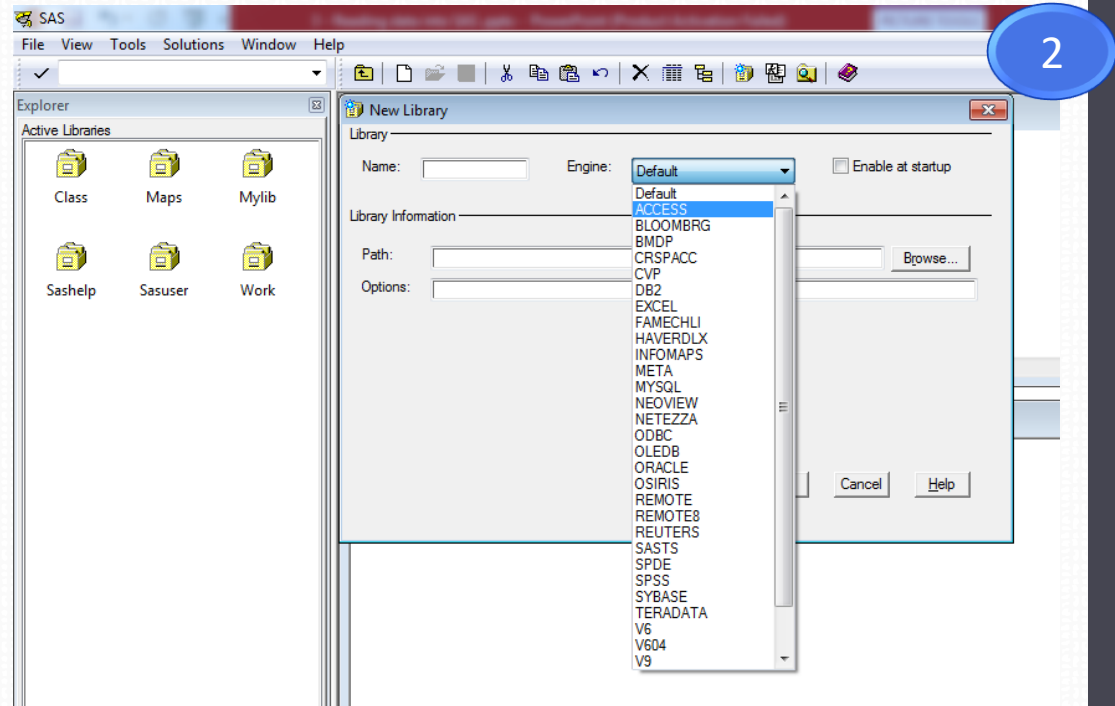 SAS
2
File View Tools Solutions Window Help
Explorer
Active Libraries
Class Maps Mylib
Sashelp Sasuser Work
New Library
Library
Name: Engine: Default Enable at startup
Library Information
Path: Browse...
Options:
Default
ACCESS
BLOOMBRG
BMDP
CRSPACC
CVP
DB2
EXCEL
FAMECHLI
HAVERDLX
INFOMAPS
META
MYSQL
NEOVIEW
NETEZZA
ODBC
OLEDB
ORACLE
OSIRIS
REMOTE
REMOTE8
REUTERS
SASTS
SPDE
SPSS
SYBASE
TERADATA
V6
V604
V9
Cancel Help